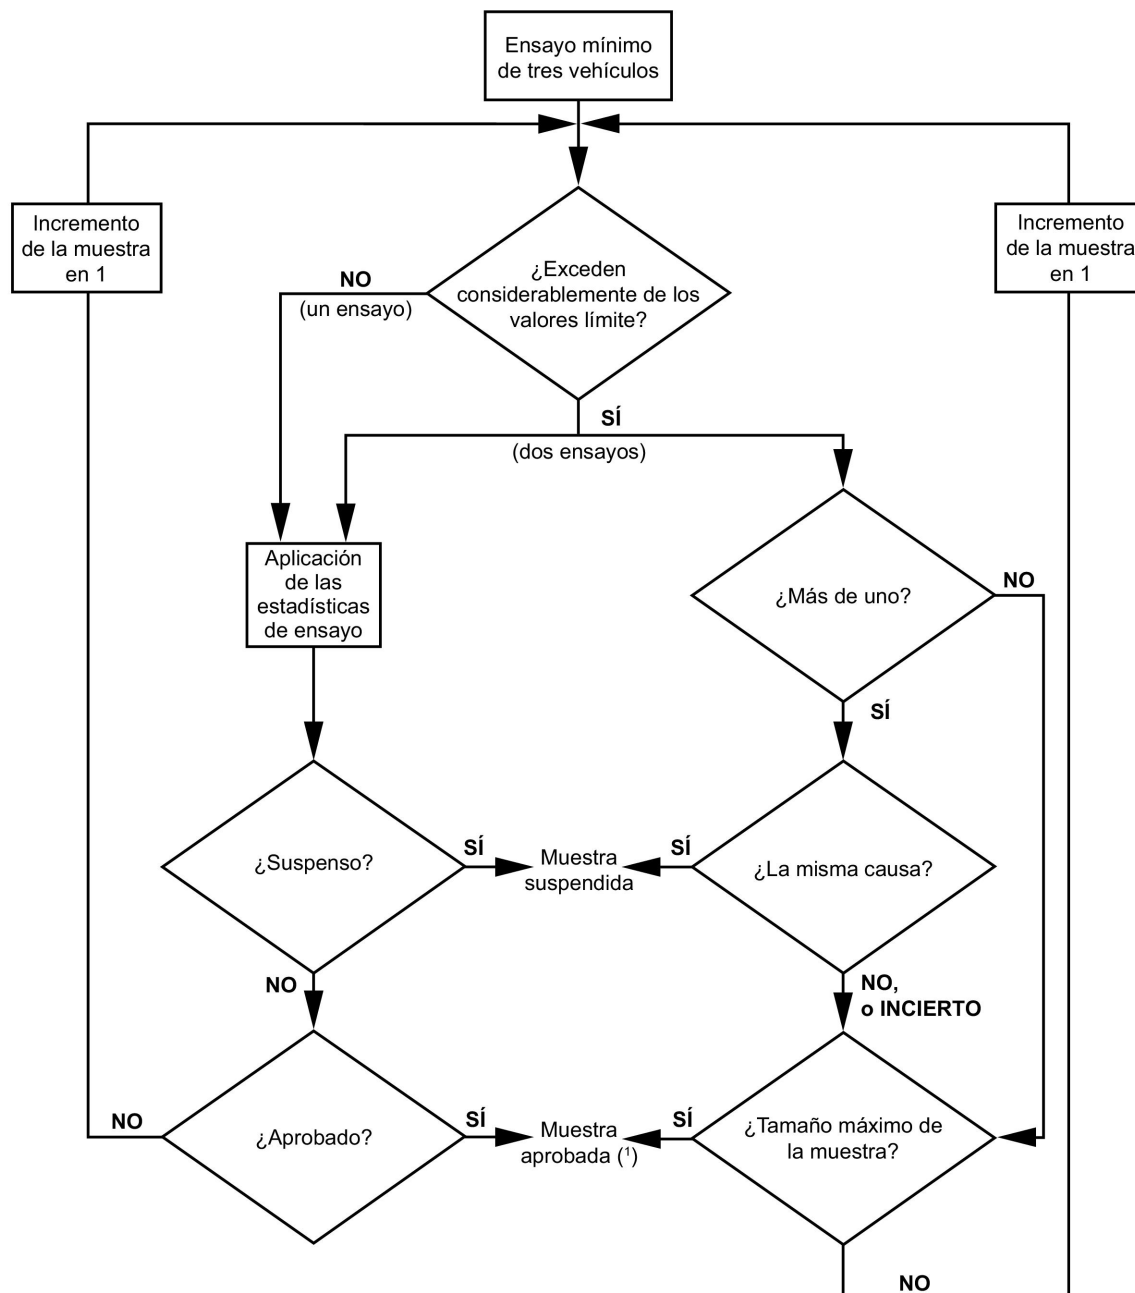 Ensayo mínimo
de tres vehículos
Incremento
de la muestra
en 1
Incremento
de la muestra
en 1
¿Exceden
considerablemente de los
valores límite?
NO
(un ensayo)
SÍ
(dos ensayos)
Aplicación
de las
estadísticas
de ensayo
¿Más de uno?
NO
SÍ
¿Suspenso?
SÍ
Muestra
suspendida
SÍ
¿La misma causa?
NO
NO,
o INCIERTO
NO
¿Aprobado?
SÍ
Muestra
aprobada (¹)
SÍ
¿Tamaño máximo de
la muestra?
NO